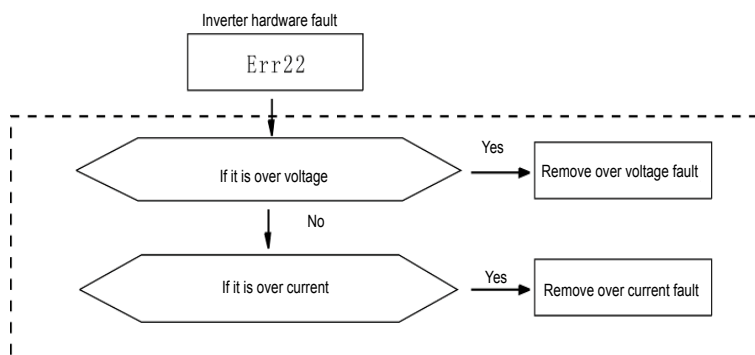 Inverter hardware fault
Err22
Yes
If it is over voltage
Remove over voltage fault
No
Yes
If it is over current
Remove over current fault